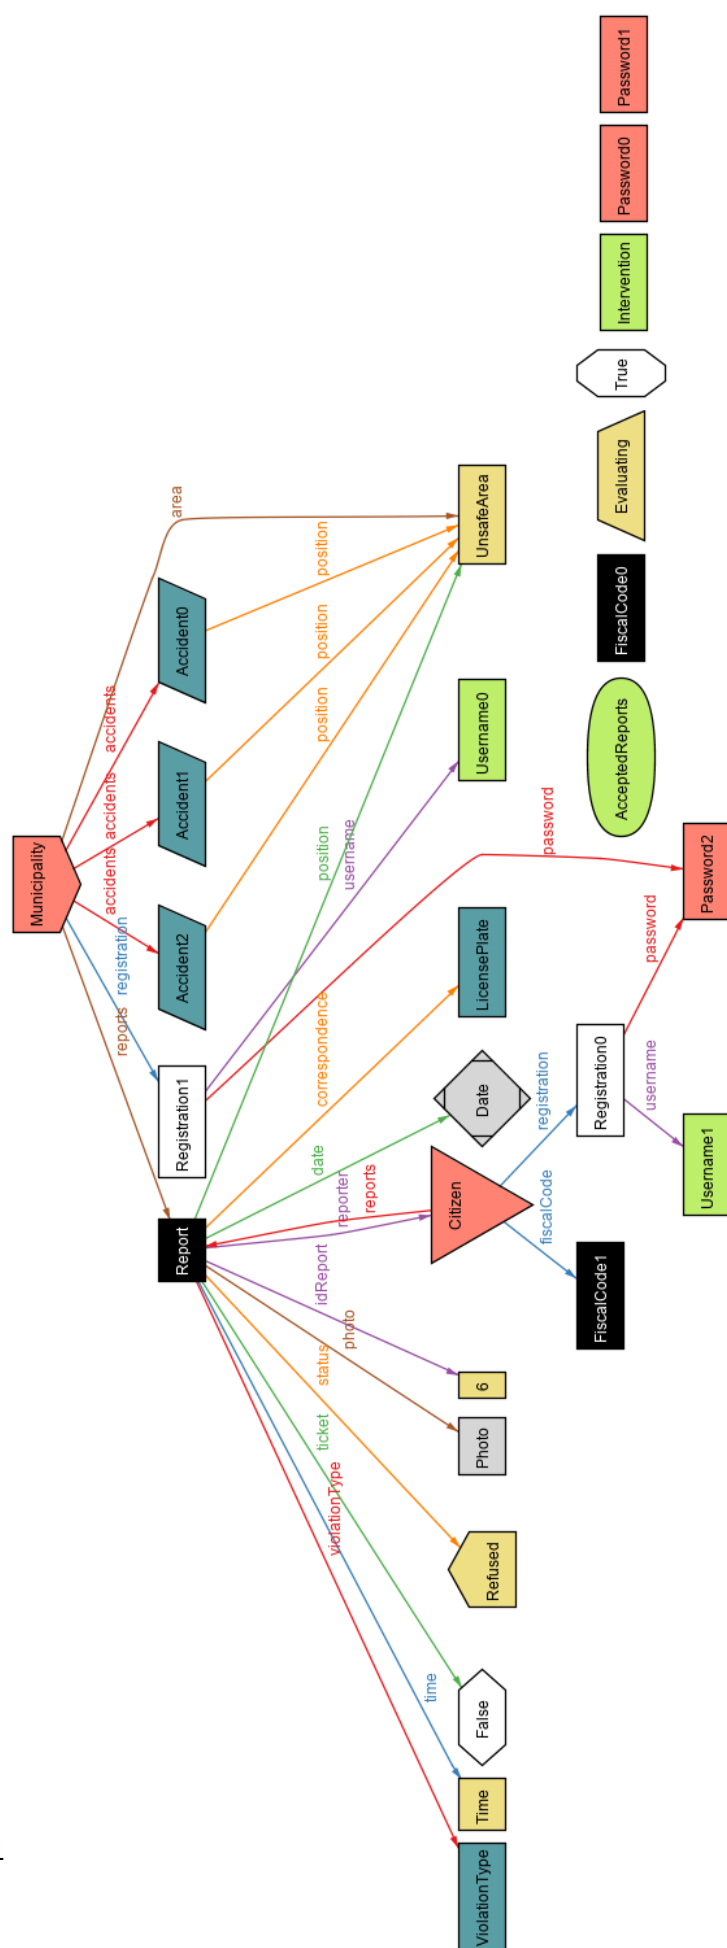 Municipality
area
accidents
accidents
accidents
registration
reports
Accident0
Accident1
Accident2
Registration1
Report
position
position
position
position
username
correspondence
date
reporter
reports
idReport
photo
status
ticket
violationType
time
password
UnsafeArea
Username0
LicensePlate
Date
Citizen
6
Photo
Refused
False
Time
ViolationType
registration
fiscalCode
Registration0
FiscalCode1
password
username
Password2
Username1
Password1
Password0
Intervention
True
Evaluating
FiscalCode0
AcceptedReports